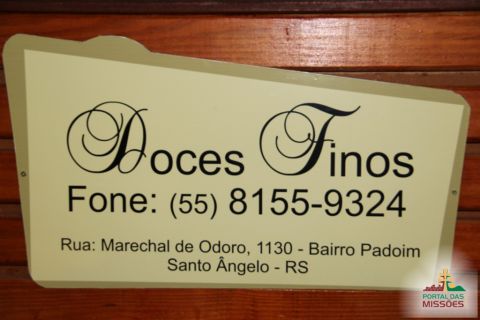 Doces Finos
Fone: (55) 8155-9324
Rua: Marechal de Odoro, 1130 - Bairro Padoim
Santo Ângelo - RS
PORTAL DAS
MISSÕES